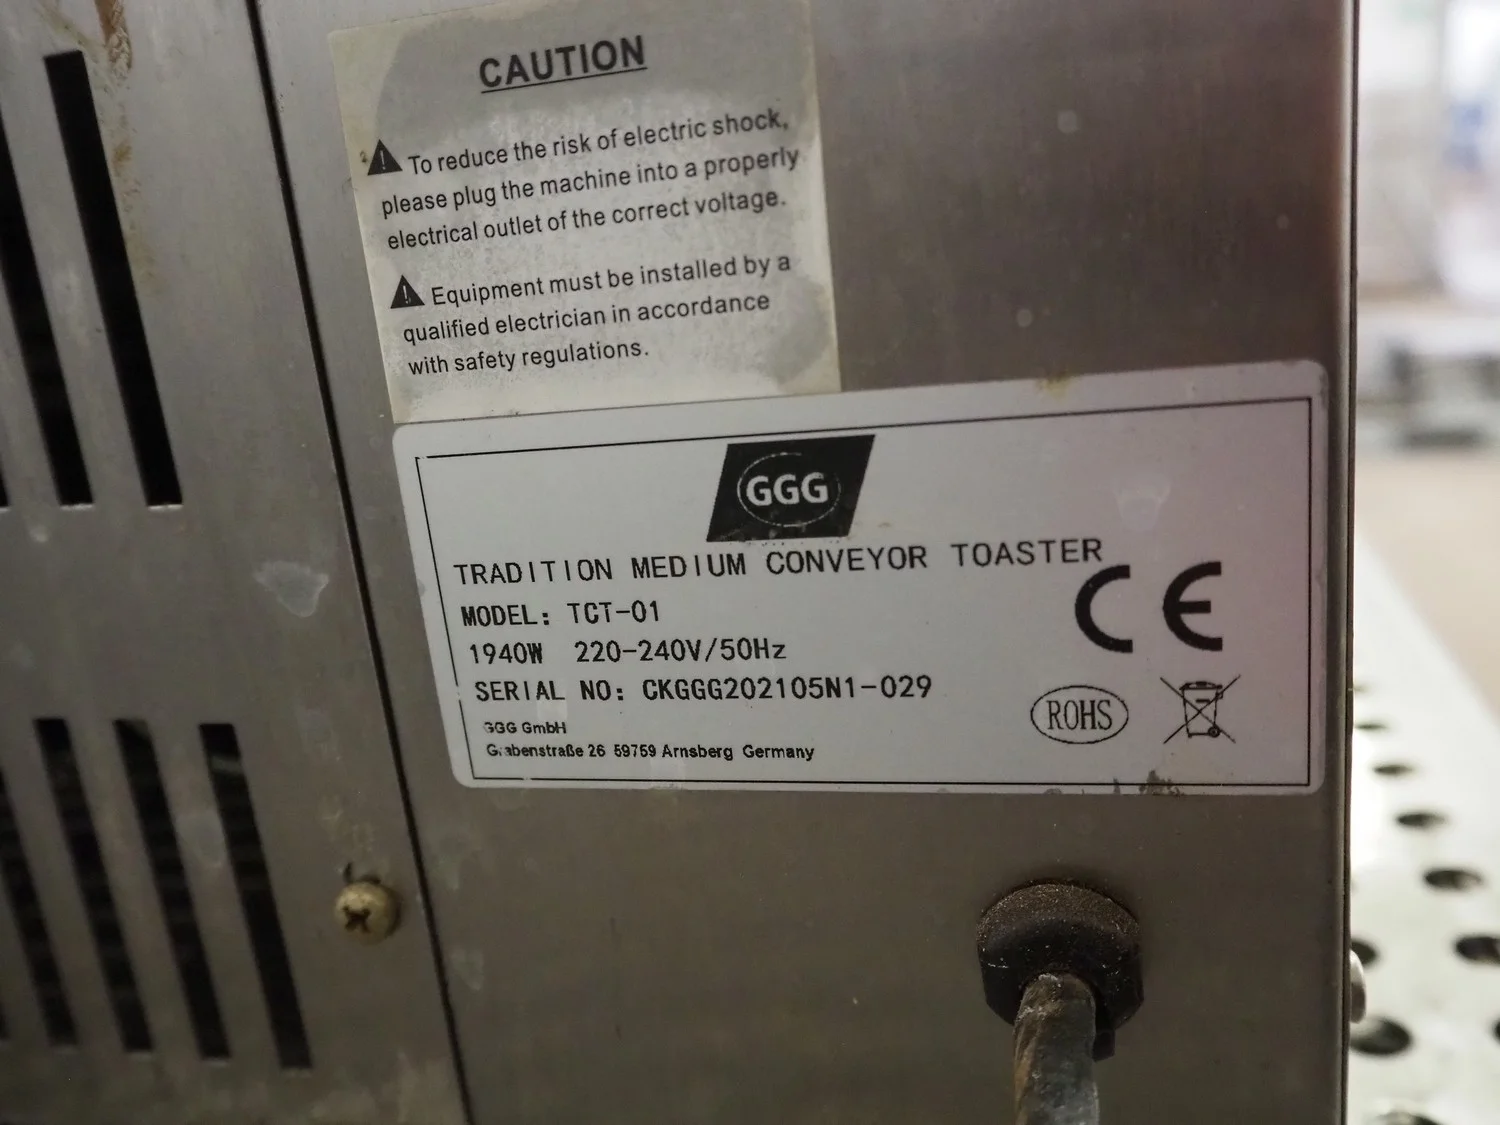 CAUTION
To reduce the risk of electric shock,
please plug the machine into a properly
electrical outlet of the correct voltage.
Equipment must be installed by a
qualified electrician in accordance
with safety regulations.
GGG
TRADITION MEDIUM CONVEYOR TOASTER
MODEL: TCT-01
CE
1940W 220-240V/50Hz
SERIAL NO: CKGGG202105N1-029
ROHS
GGG GmbH
Grabenstraße 26 59759 Arnsberg Germany